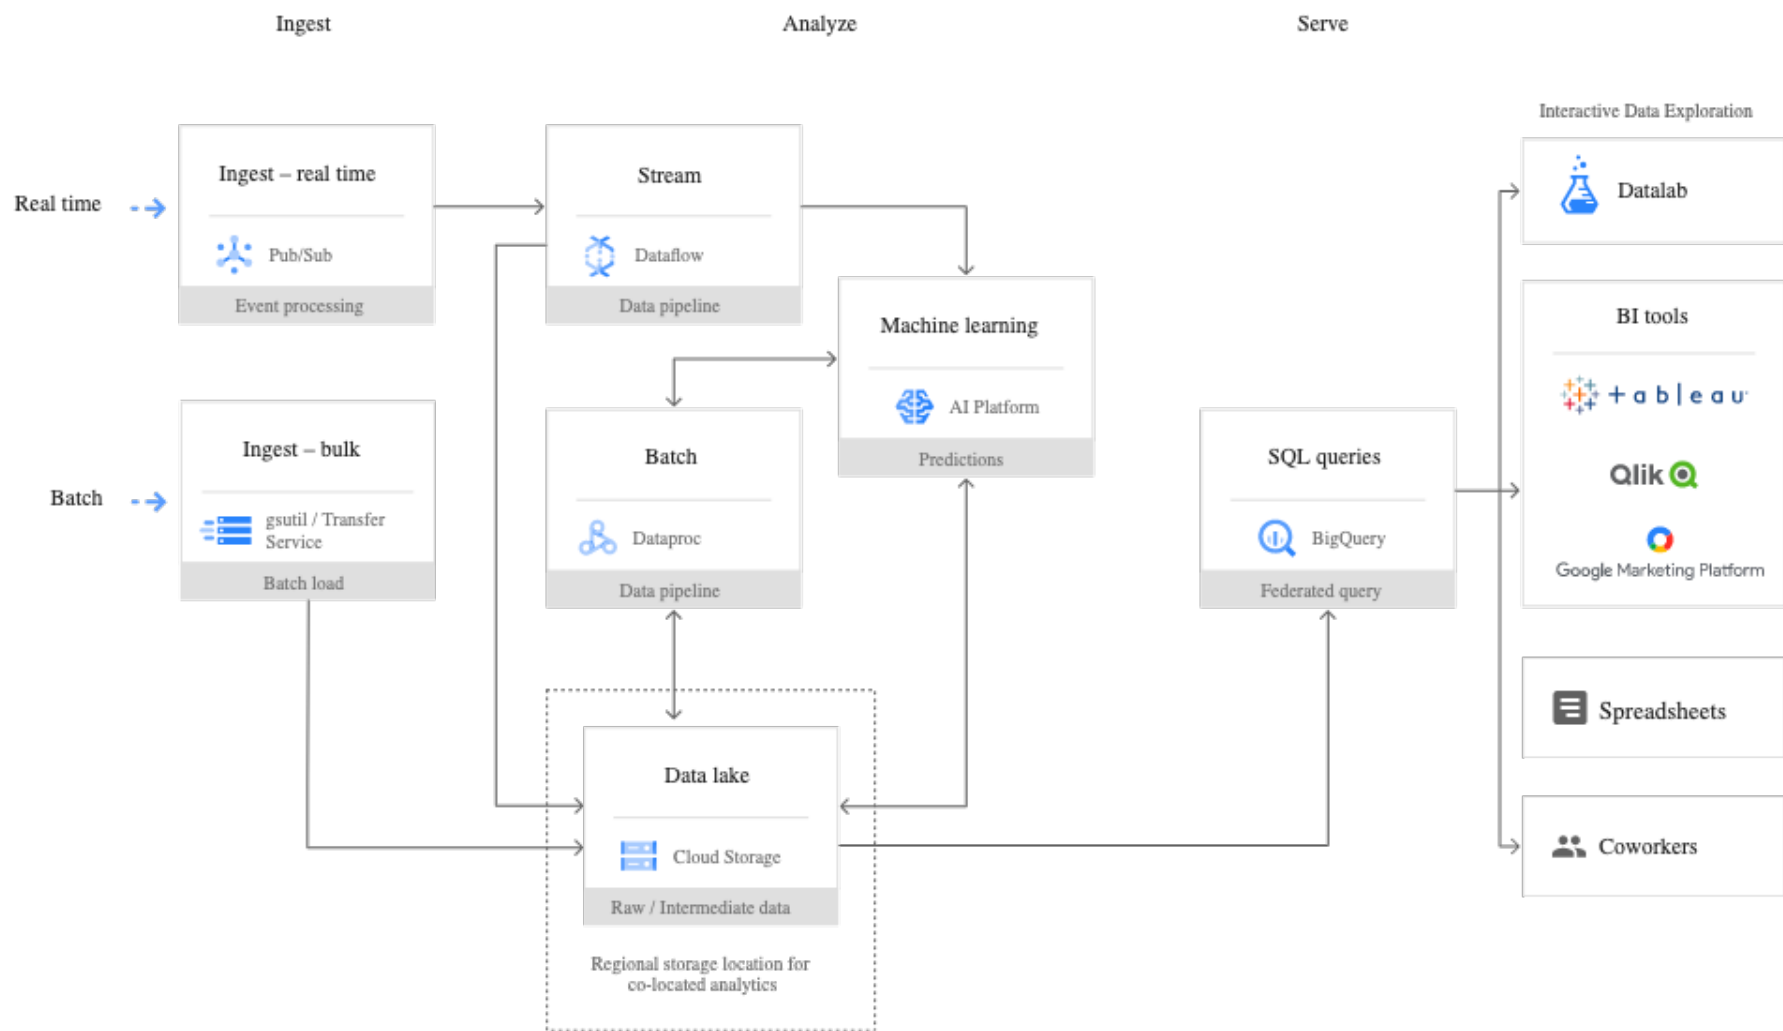 Ingest
Analyze
Serve
Interactive Data Exploration
Real time
Ingest – real time
Pub/Sub
Event processing
Stream
Dataflow
Data pipeline
Datalab
Machine learning
AI Platform
Predictions
BI tools
+ableau
Qlik
Google Marketing Platform
Batch
Ingest – bulk
gsutil / Transfer
Service
Batch load
Batch
Dataproc
Data pipeline
SQL queries
BigQuery
Federated query
Spreadsheets
Data lake
Cloud Storage
Raw / Intermediate data
Regional storage location for
co-located analytics
Coworkers